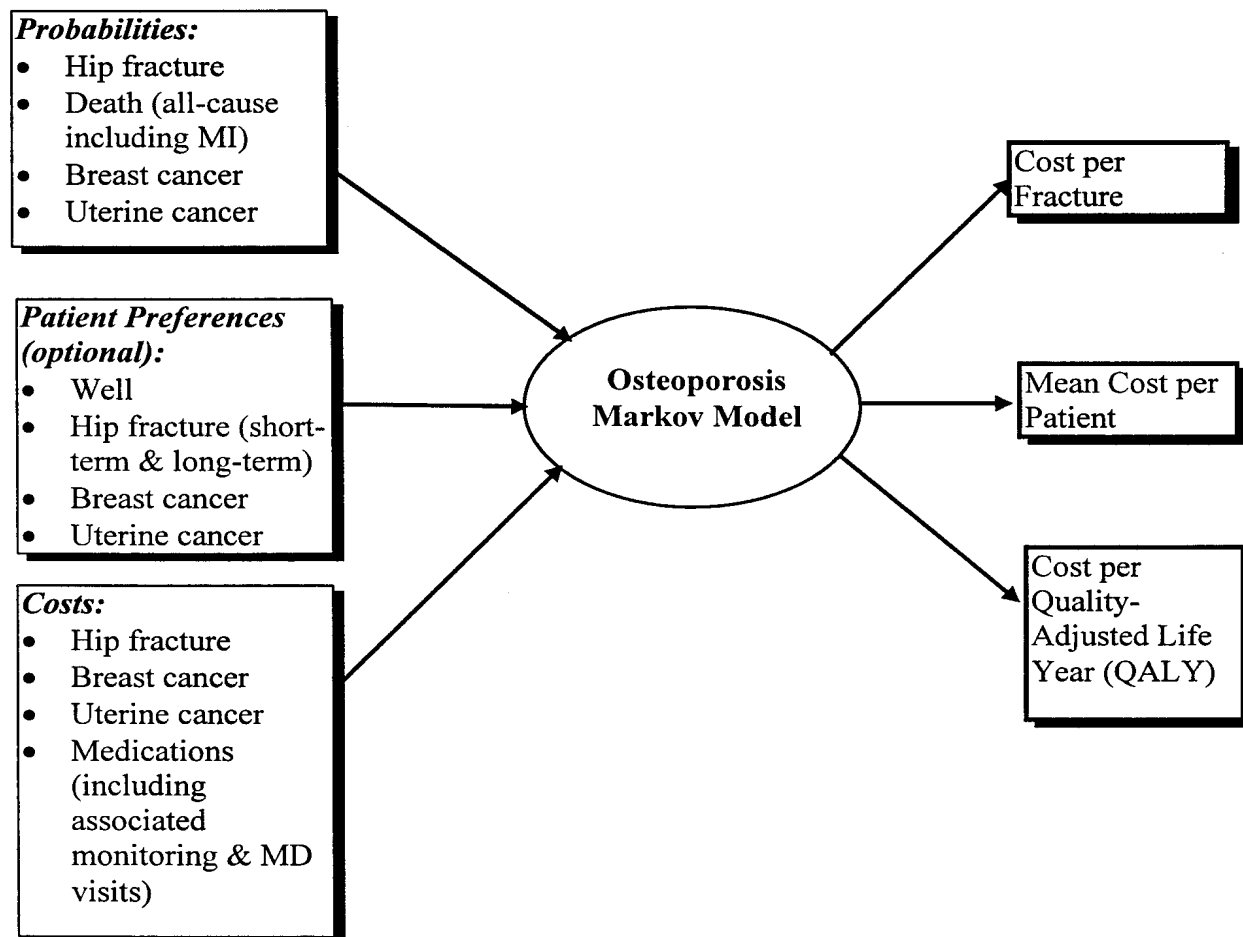 Probabilities:
• Hip fracture
• Death (all-cause
including MI)
• Breast cancer
• Uterine cancer
Patient Preferences
(optional):
• Well
• Hip fracture (short-
term & long-term)
• Breast cancer
• Uterine cancer
Costs:
• Hip fracture
• Breast cancer
• Uterine cancer
• Medications
(including
associated
monitoring & MD
visits)
Osteoporosis
Markov Model
Cost per
Fracture
Mean Cost per
Patient
Cost per
Quality-
Adjusted Life
Year (QALY)